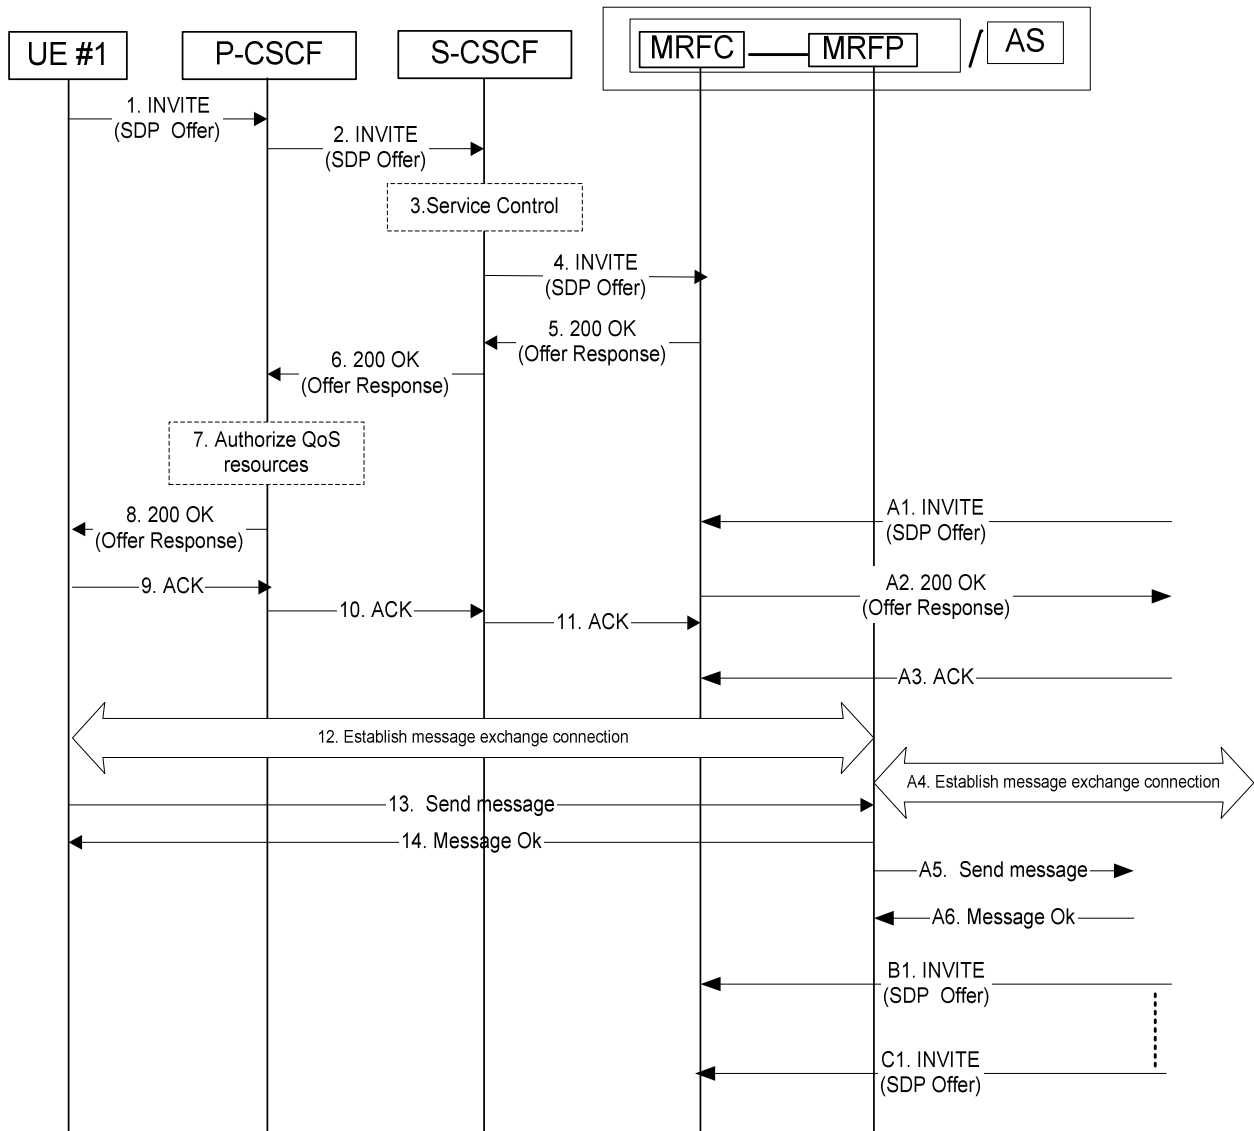 UE #1
P-CSCF
S-CSCF
MRFC
MRFP
/
AS
1. INVITE
(SDP Offer)
2. INVITE
(SDP Offer)
3.Service Control
4. INVITE
(SDP Offer)
5. 200 OK
(Offer Response)
6. 200 OK
(Offer Response)
7. Authorize QoS
resources
8. 200 OK
(Offer Response)
A1. INVITE
(SDP Offer)
9. ACK
A2. 200 OK
(Offer Response)
10. ACK
11. ACK
A3. ACK
12. Establish message exchange connection
A4. Establish message exchange connection
13. Send message
14. Message Ok
A5. Send message
A6. Message Ok
B1. INVITE
(SDP Offer)
C1. INVITE
(SDP Offer)